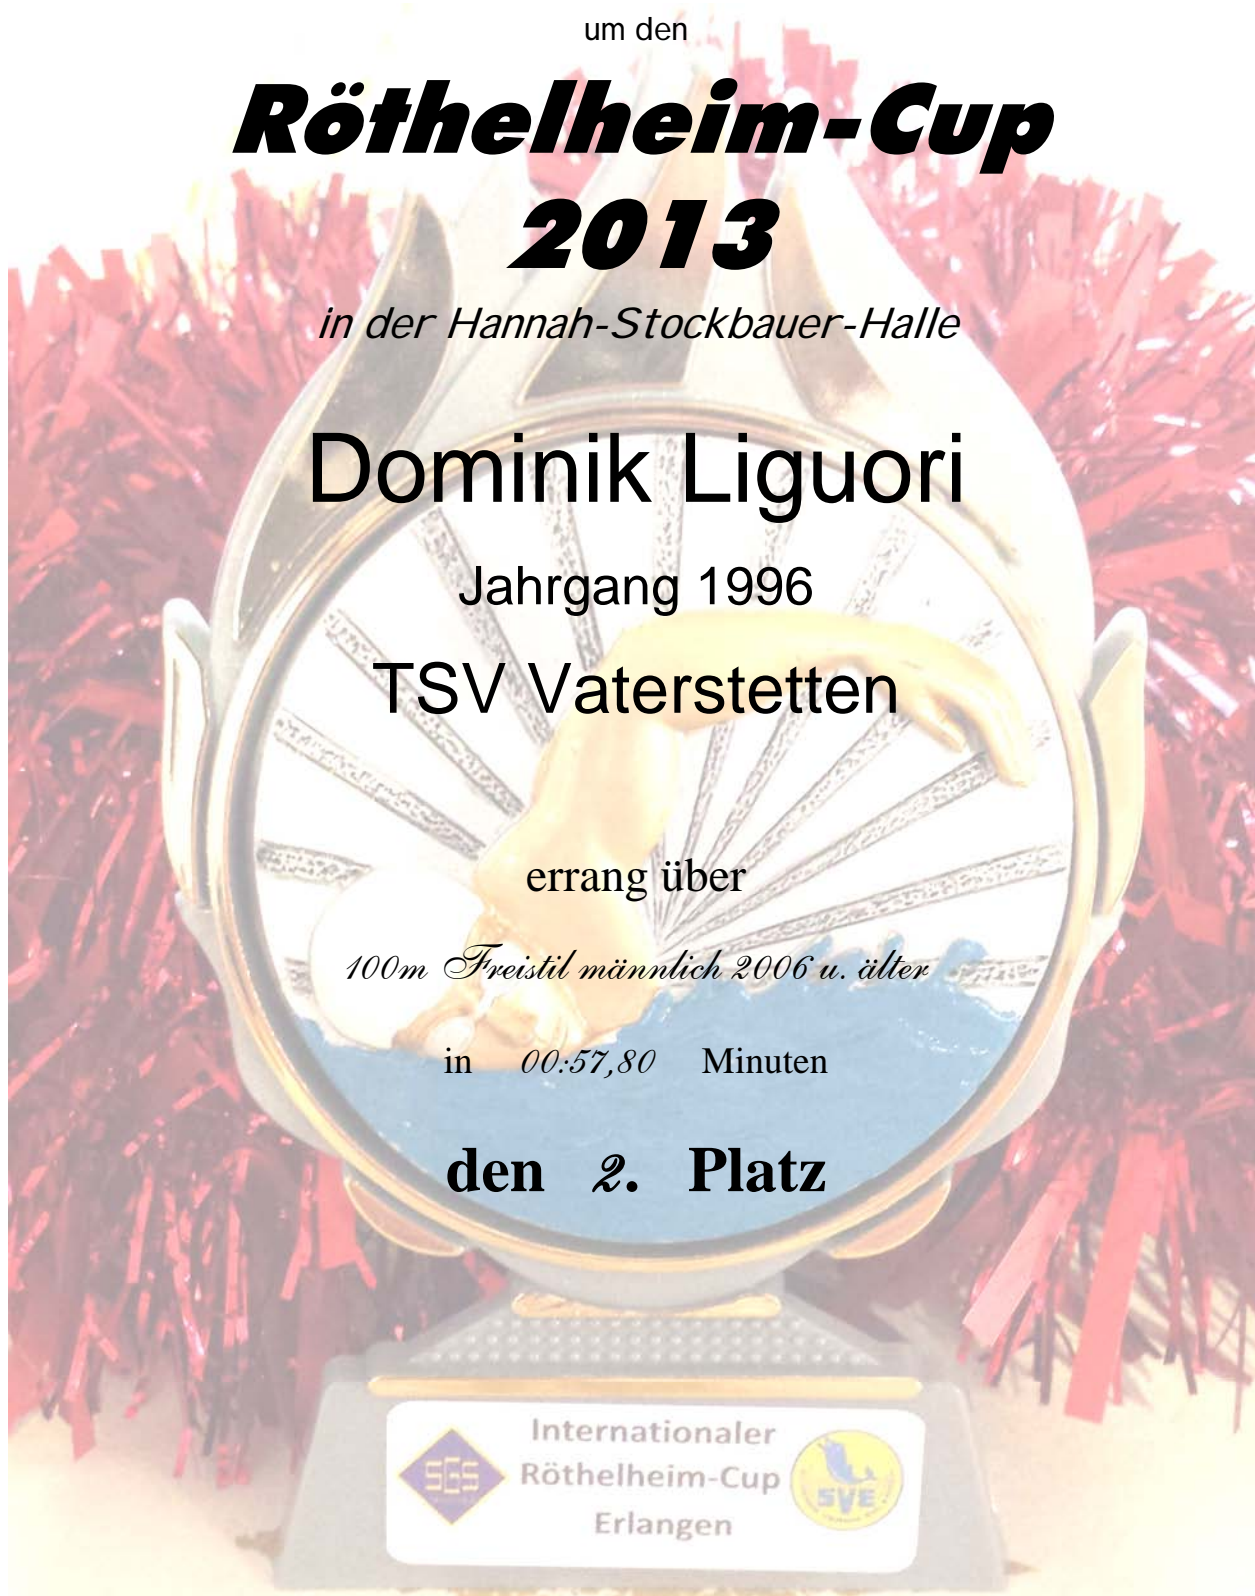 um den
Röthelheim-Cup
2013
in der Hannah-Stockbauer-Halle
Dominik Liguori
Jahrgang 1996
TSV Vaterstetten
errang über
100m Freistil männlich 2006 u. älter
in 00:57,80 Minuten
den 2. Platz
Internationaler
SGS Röthelheim-Cup SVE
Erlangen